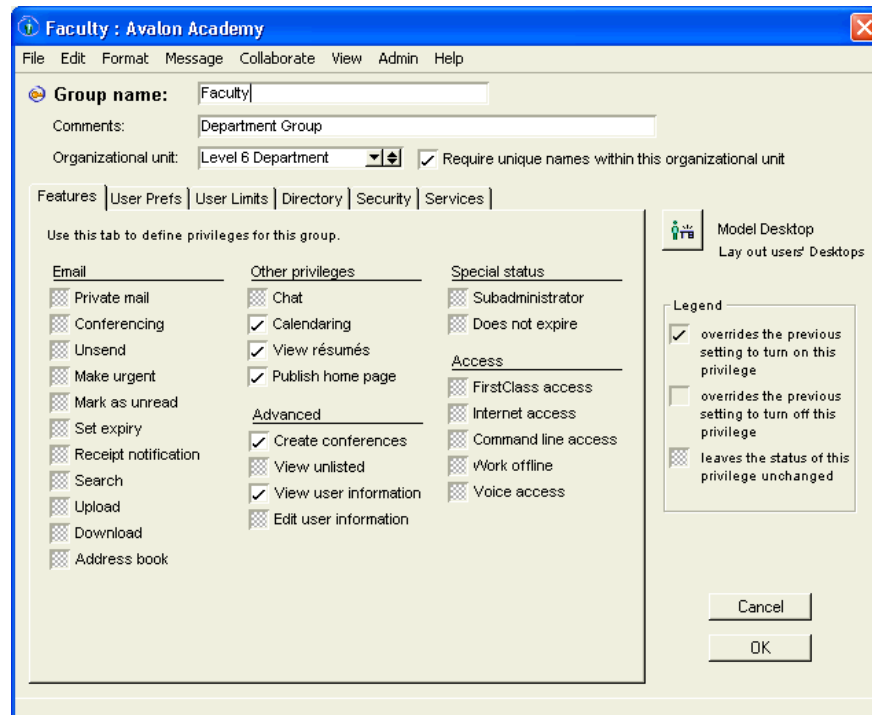 Faculty : Avalon Academy
File Edit Format Message Collaborate View Admin Help
Group name: Faculty
Comments: Department Group
Organizational unit: Level 6 Department Require unique names within this organizational unit
Features User Prefs User Limits Directory Security Services
Use this tab to define privileges for this group.
Email
Private mail
Conferencing
Unsend
Make urgent
Mark as unread
Set expiry
Receipt notification
Search
Upload
Download
Address book
Other privileges
Chat
Calendaring
View résumés
Publish home page
Advanced
Create conferences
View unlisted
View user information
Edit user information
Special status
Subadministrator
Does not expire
Access
FirstClass access
Internet access
Command line access
Work offline
Voice access
Model Desktop
Lay out users' Desktops
Legend
overrides the previous
setting to turn on this
privilege
overrides the previous
setting to turn off this
privilege
leaves the status of this
privilege unchanged
Cancel
OK